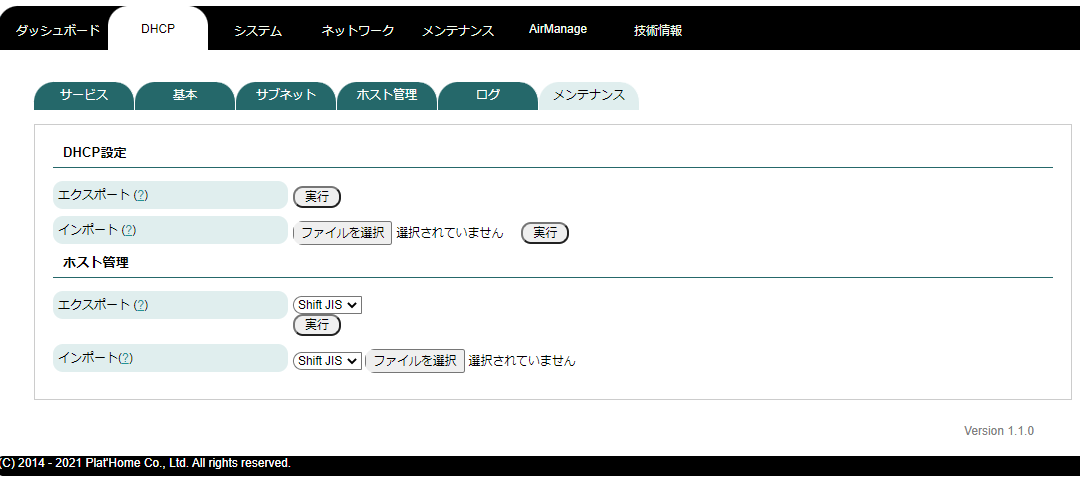 ダッシュボード DHCP システム ネットワーク メンテナンス AirManage 技術情報
サービス 基本 サブネット ホスト管理 ログ メンテナンス
DHCP設定
エクスポート (?) 実行
インポート (?) ファイルを選択 選択されていません 実行
ホスト管理
エクスポート (?) Shift JIS
実行
インポート(?) Shift JIS ファイルを選択 選択されていません
Version 1.1.0
(C) 2014 - 2021 Plat'Home Co., Ltd. All rights reserved.